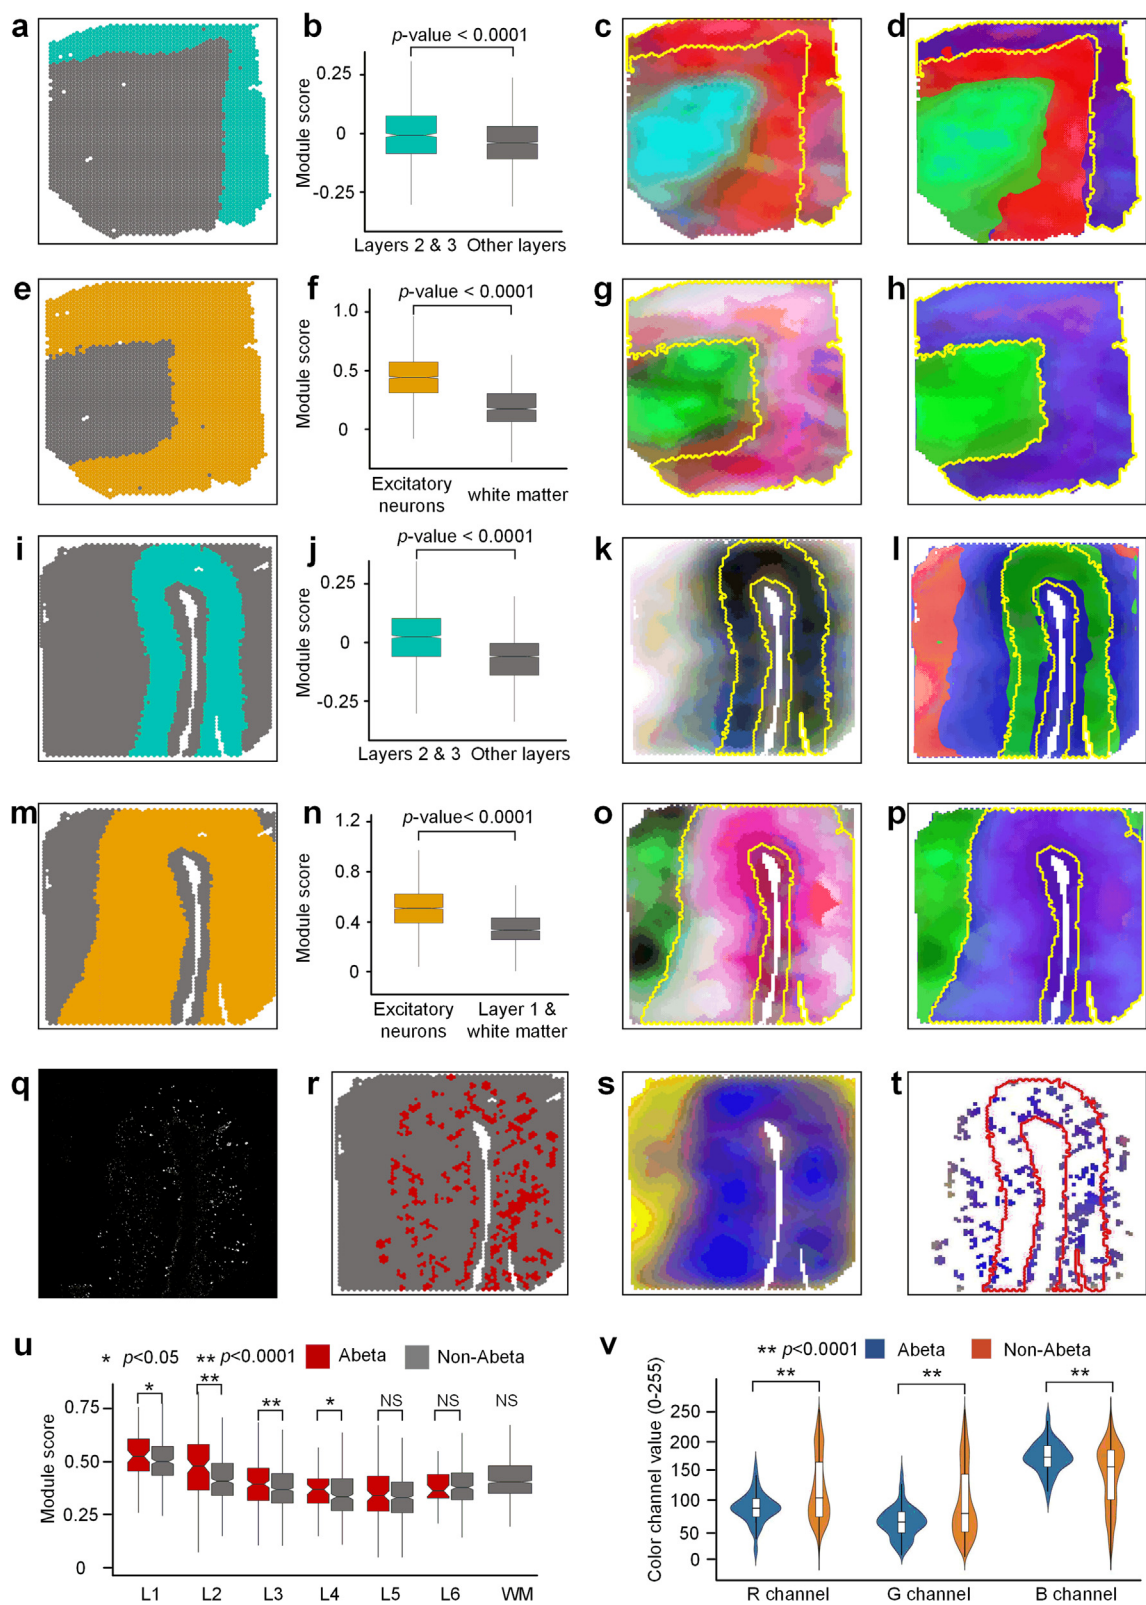 a
b
p-value < 0.0001
Module score
0.25
0
-0.25
Layers 2 & 3 Other layers
c
d
e
f
p-value < 0.0001
Module score
1.0
0.5
0
Excitatory neurons
white matter
g
h
i
j
p-value < 0.0001
Module score
0.25
0
-0.25
Layers 2 & 3 Other layers
k
l
m
n
p-value< 0.0001
Module score
1.2
0.8
0.4
0
Excitatory neurons
Layer 1 & white matter
o
p
q
r
s
t
u
* p<0.05 ** p<0.0001 Abeta Non-Abeta
Module score
0.75
0.50
0.25
0
* ** ** * NS NS NS
L1 L2 L3 L4 L5 L6 WM
v
** p<0.0001 Abeta Non-Abeta
Color channel value (0-255)
250
200
150
100
50
0
** ** **
R channel G channel B channel